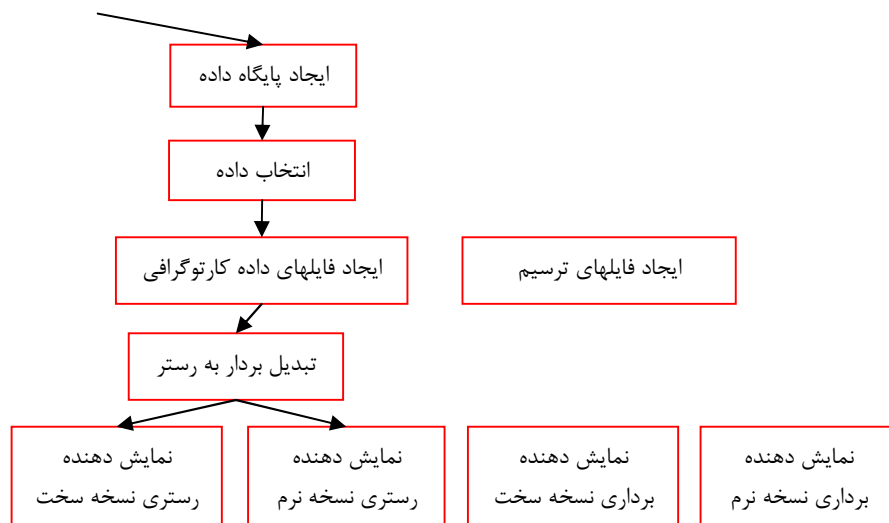 ایجاد پایگاه داده
انتخاب داده
ایجاد فایلهای داده کارتوگرافی
ایجاد فایلهای ترسیم
تبدیل بردار به رستر
نمایش دهنده
رستری نسخه سخت
نمایش دهنده
رستری نسخه نرم
نمایش دهنده
برداری نسخه سخت
نمایش دهنده
برداری نسخه نرم